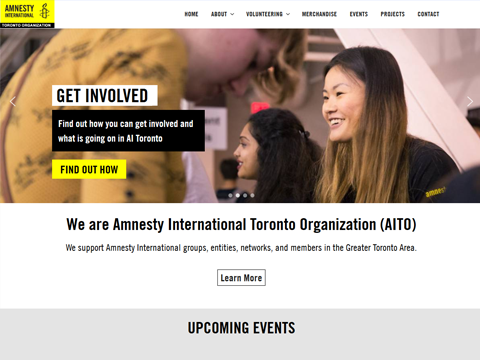 AMNESTY
INTERNATIONAL
TORONTO ORGANIZATION
HOME ABOUT VOLUNTEERING MERCHANDISE EVENTS PROJECTS CONTACT
GET INVOLVED
Find out how you can get involved and
what is going on in AI Toronto
FIND OUT HOW
amnesty
We are Amnesty International Toronto Organization (AITO)
We support Amnesty International groups, entities, networks, and members in the Greater Toronto Area.
Learn More
UPCOMING EVENTS